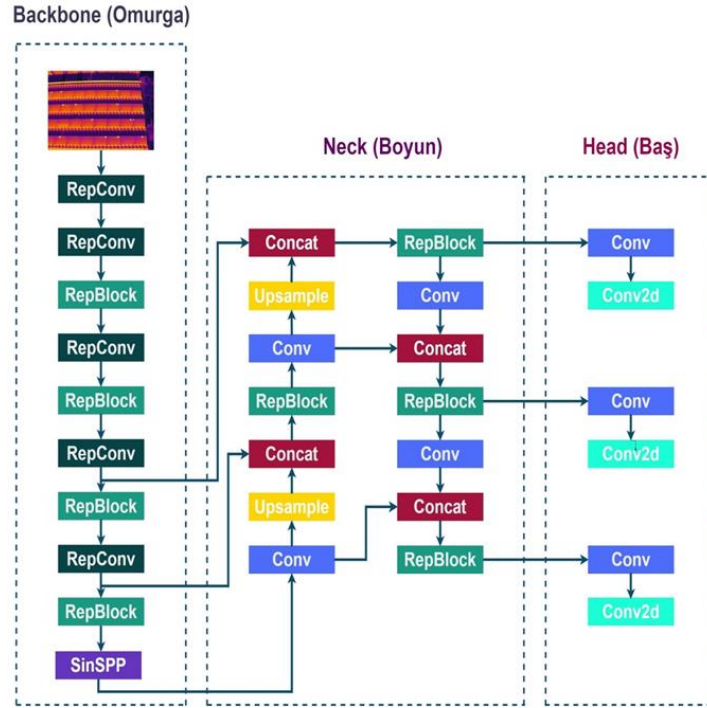 Backbone (Omurga)
RepConv
RepConv
RepBlock
RepConv
RepBlock
RepConv
RepBlock
RepConv
RepBlock
SinSPP
Neck (Boyun)
Concat
Upsample
Conv
RepBlock
Concat
Upsample
Conv
RepBlock
Conv
Concat
RepBlock
Conv
Concat
RepBlock
Head (Baş)
Conv
Conv2d
Conv
Conv2d
Conv
Conv2d